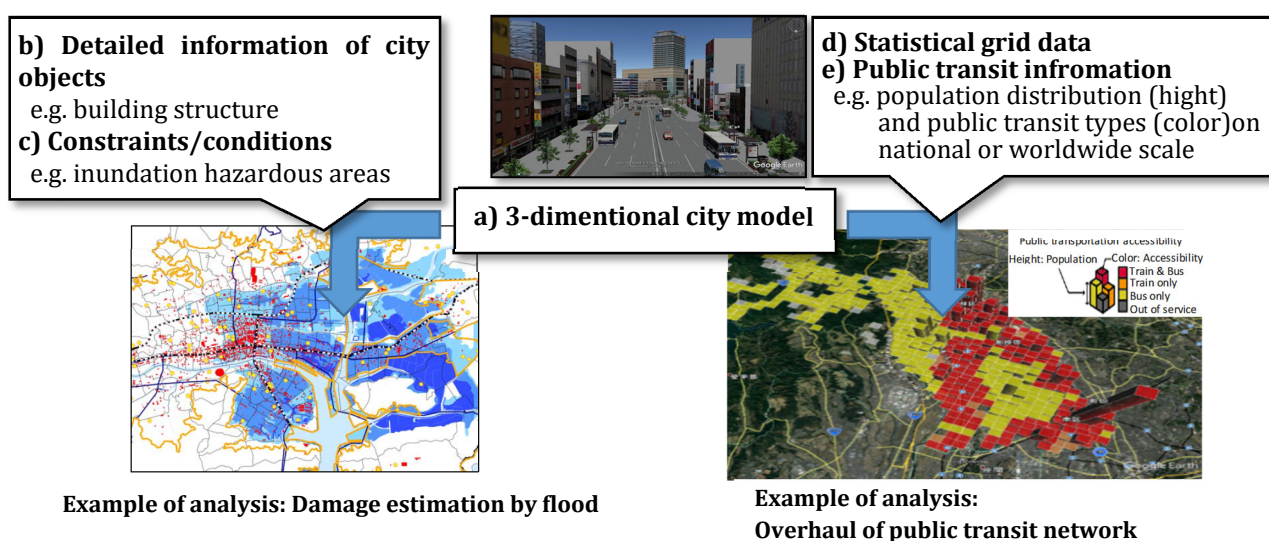 b) Detailed information of city
objects
e.g. building structure
c) Constraints/conditions
e.g. inundation hazardous areas
Google Earth
d) Statistical grid data
e) Public transit infromation
e.g. population distribution (hight)
and public transit types (color)on
national or worldwide scale
a) 3-dimentional city model
Public transportation accessibility
Height: Population
Color: Accessibility
Train & Bus
Train only
Bus only
Out of service
Google Earth
Example of analysis: Damage estimation by flood
Example of analysis:
Overhaul of public transit network